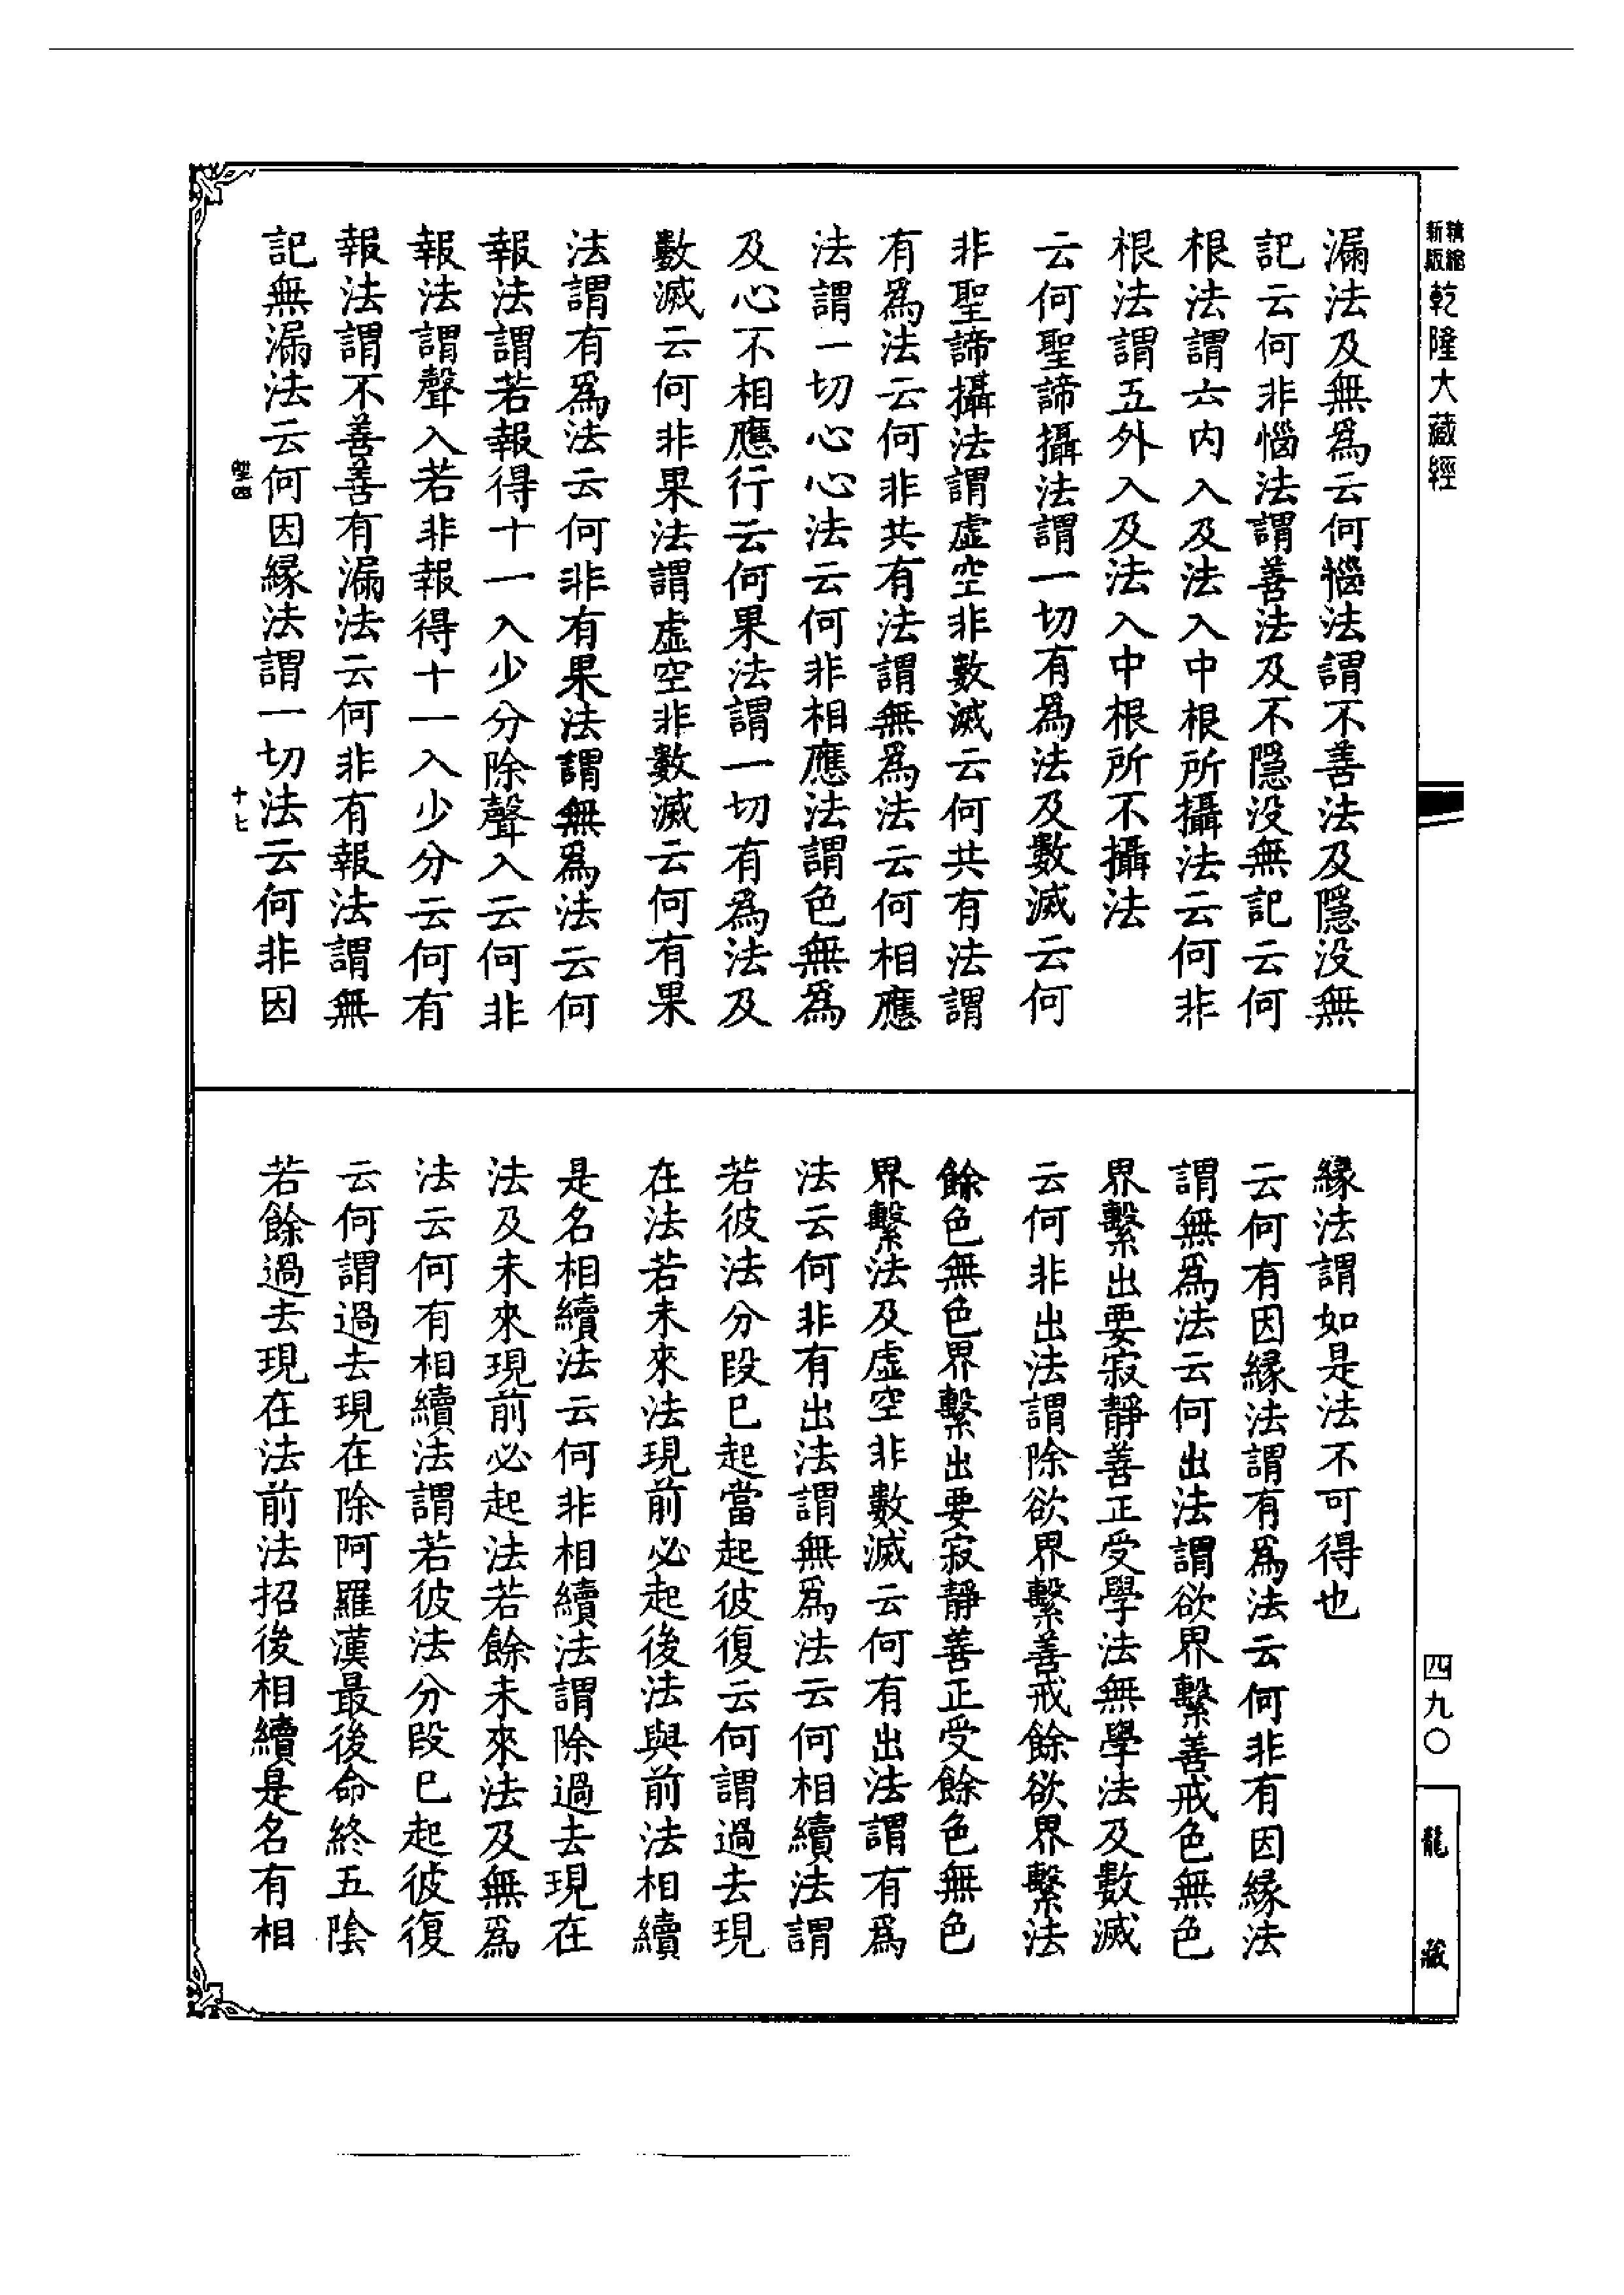 新版精縮乾隆大藏經
漏法及無爲云何惱法謂不善法及隱没無
記云何非惱法謂善法及不隱没無記云何
根法謂六内入及法入中根所攝法云何非
根法謂五外入及法入中根所不攝法
云何聖諦攝法謂一切有爲法及數滅云何
非聖諦攝法謂虛空非數滅云何共有法謂
有爲法云何非共有法謂無爲法云何相應
法謂一切心心法云何非相應法謂色無爲
及心不相應行云何果法謂一切有爲法及
數滅云何非果法謂虛空非數滅云何有果
法謂有爲法云何非有果法謂無爲法云何
報法謂若報得十一入少分除聲入云何非
報法謂聲入若非報得十一入少分云何有
報法謂不善善有漏法云何非有報法謂無
記無漏法云何因緣法謂一切法云何非因
十七
緣法謂如是法不可得也
云何有因緣法謂有爲法云何非有因緣法
謂無爲法云何出法謂欲界繫善戒色無色
界繫出要寂靜善正受學法無學法及數滅
云何非出法謂除欲界繫善戒餘欲界繫法
餘色無色界繫出要寂靜善正受餘色無色
界繫法及虛空非數滅云何有出法謂有爲
法云何非有出法謂無爲法云何相續法謂
若彼法分段已起當起彼復云何謂過去現
在法若未來法現前必起後法與前法相續
是名相續法云何非相續法謂除過去現在
法及未來現前必起法若餘未來法及無爲
法云何有相續法謂若彼法分段已起彼復
云何謂過去現在除阿羅漢最後命終五陰
若餘過去現在法前法招後相續是名有相
四九〇
龍藏